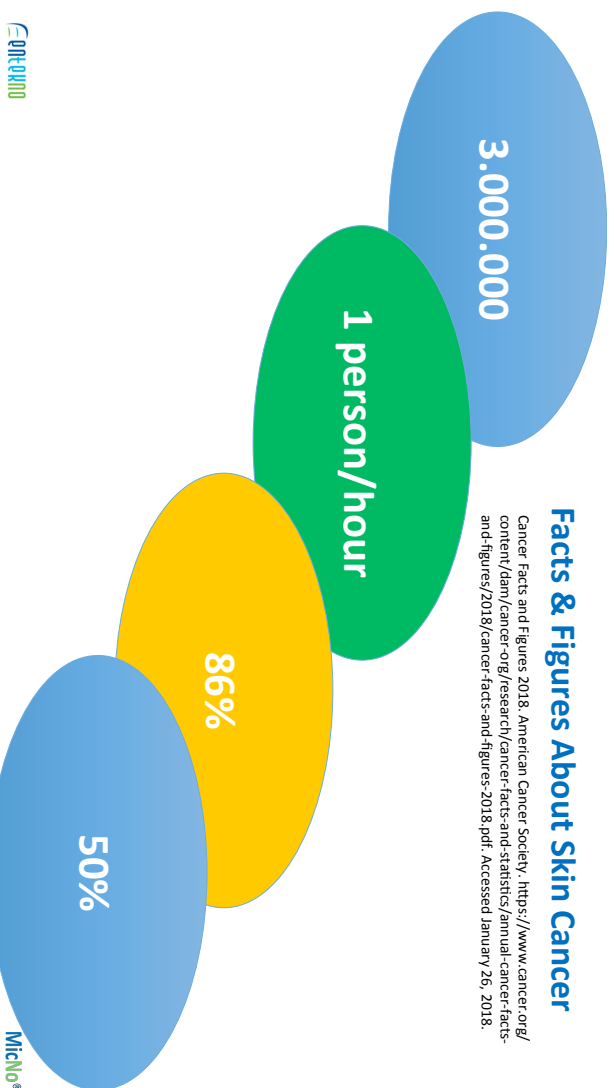 Facts & Figures About Skin Cancer
Cancer Facts and Figures 2018. American Cancer Society. https://www.cancer.org/
content/dam/cancer-org/research/cancer-facts-and-statistics/annual-cancer-facts-
and-figures/2018/cancer-facts-and-figures-2018.pdf. Accessed January 26, 2018.
3.000.000
1 person/hour
86%
50%
entekno
MicNo®